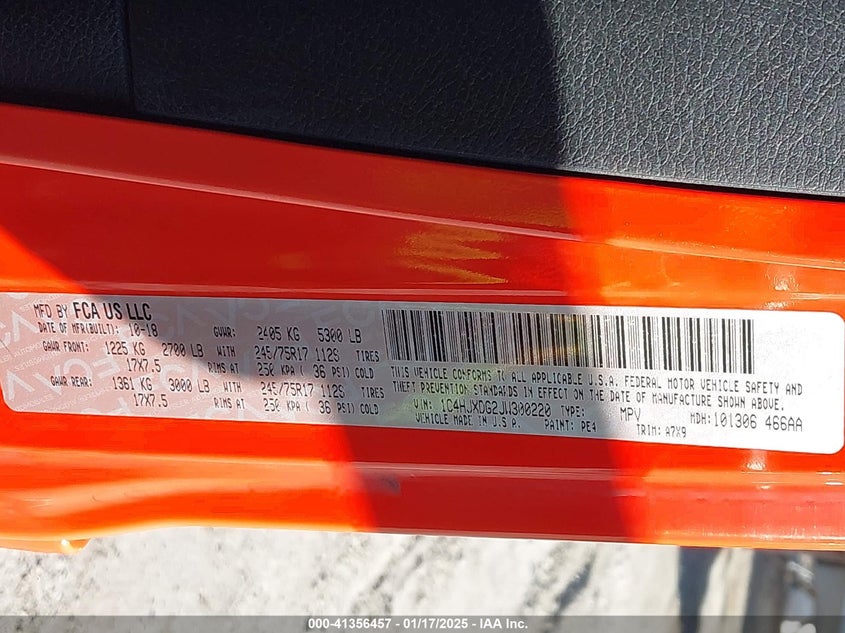 MFD BY FCA US LLC
DATE OF MFR(BUILT): 10-18 GVWR: 2405 KG 5300 LB
GAWR FRONT: 1225 KG 2700 LB WITH 245/75R17 112S TIRES
17X7.5 RIMS AT 250 KPA ( 36 PSI) COLD
GAWR REAR: 1361 KG 3000 LB WITH 245/75R17 112S TIRES
17X7.5 RIMS AT 250 KPA ( 36 PSI) COLD
THIS VEHICLE CONFORMS TO ALL APPLICABLE U.S.A. FEDERAL MOTOR VEHICLE SAFETY AND
THEFT PREVENTION STANDARDS IN EFFECT ON THE DATE OF MANUFACTURE SHOWN ABOVE.
VIN: 1C4HJXDG2JW300220 TYPE: MPV MDH: 101306 466AA
VEHICLE MADE IN U.S.A. PAINT: PE4 TRIM: A7X9
000-41356457 - 01/17/2025 - IAA Inc.